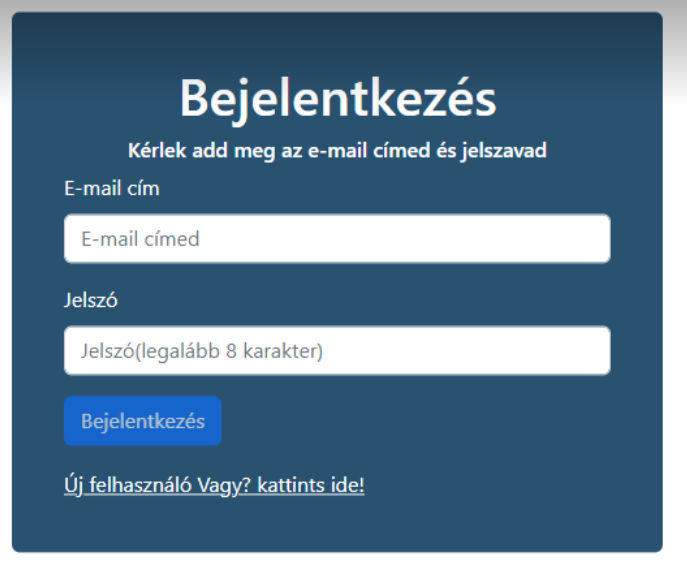 Bejelentkezés
Kérlek add meg az e-mail címed és jelszavad
E-mail cím
E-mail címed
Jelszó
Jelszó(legalább 8 karakter)
Bejelentkezés
Új felhasználó Vagy? kattints ide!